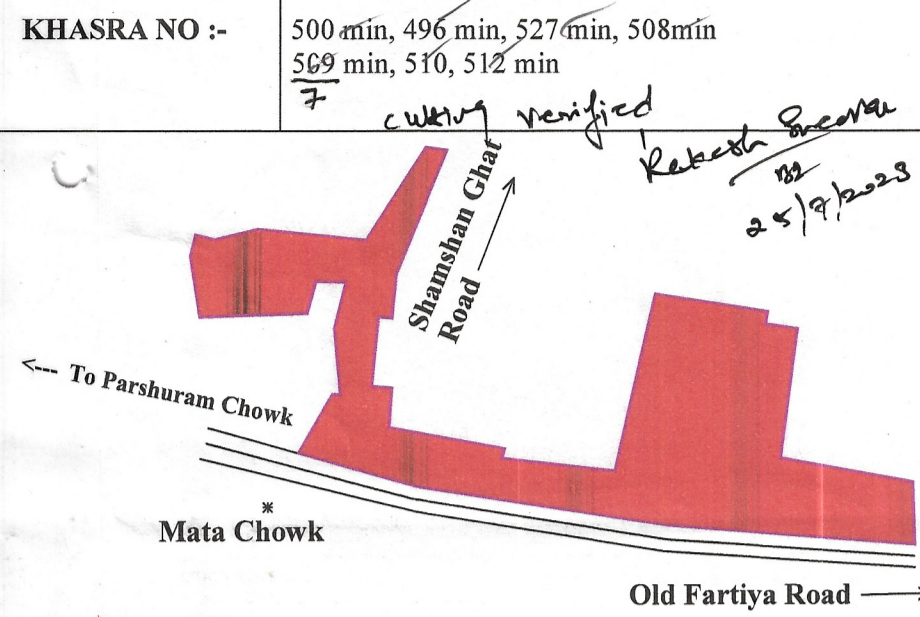 KHASRA NO :- 500 min, 496 min, 527 min, 508min
569 min, 510, 512 min
7
cutting verified
Rakesh
25/7/2023
Shamshan Ghat
Road
<--- To Parshuram Chowk
*
Mata Chowk
Old Fartiya Road